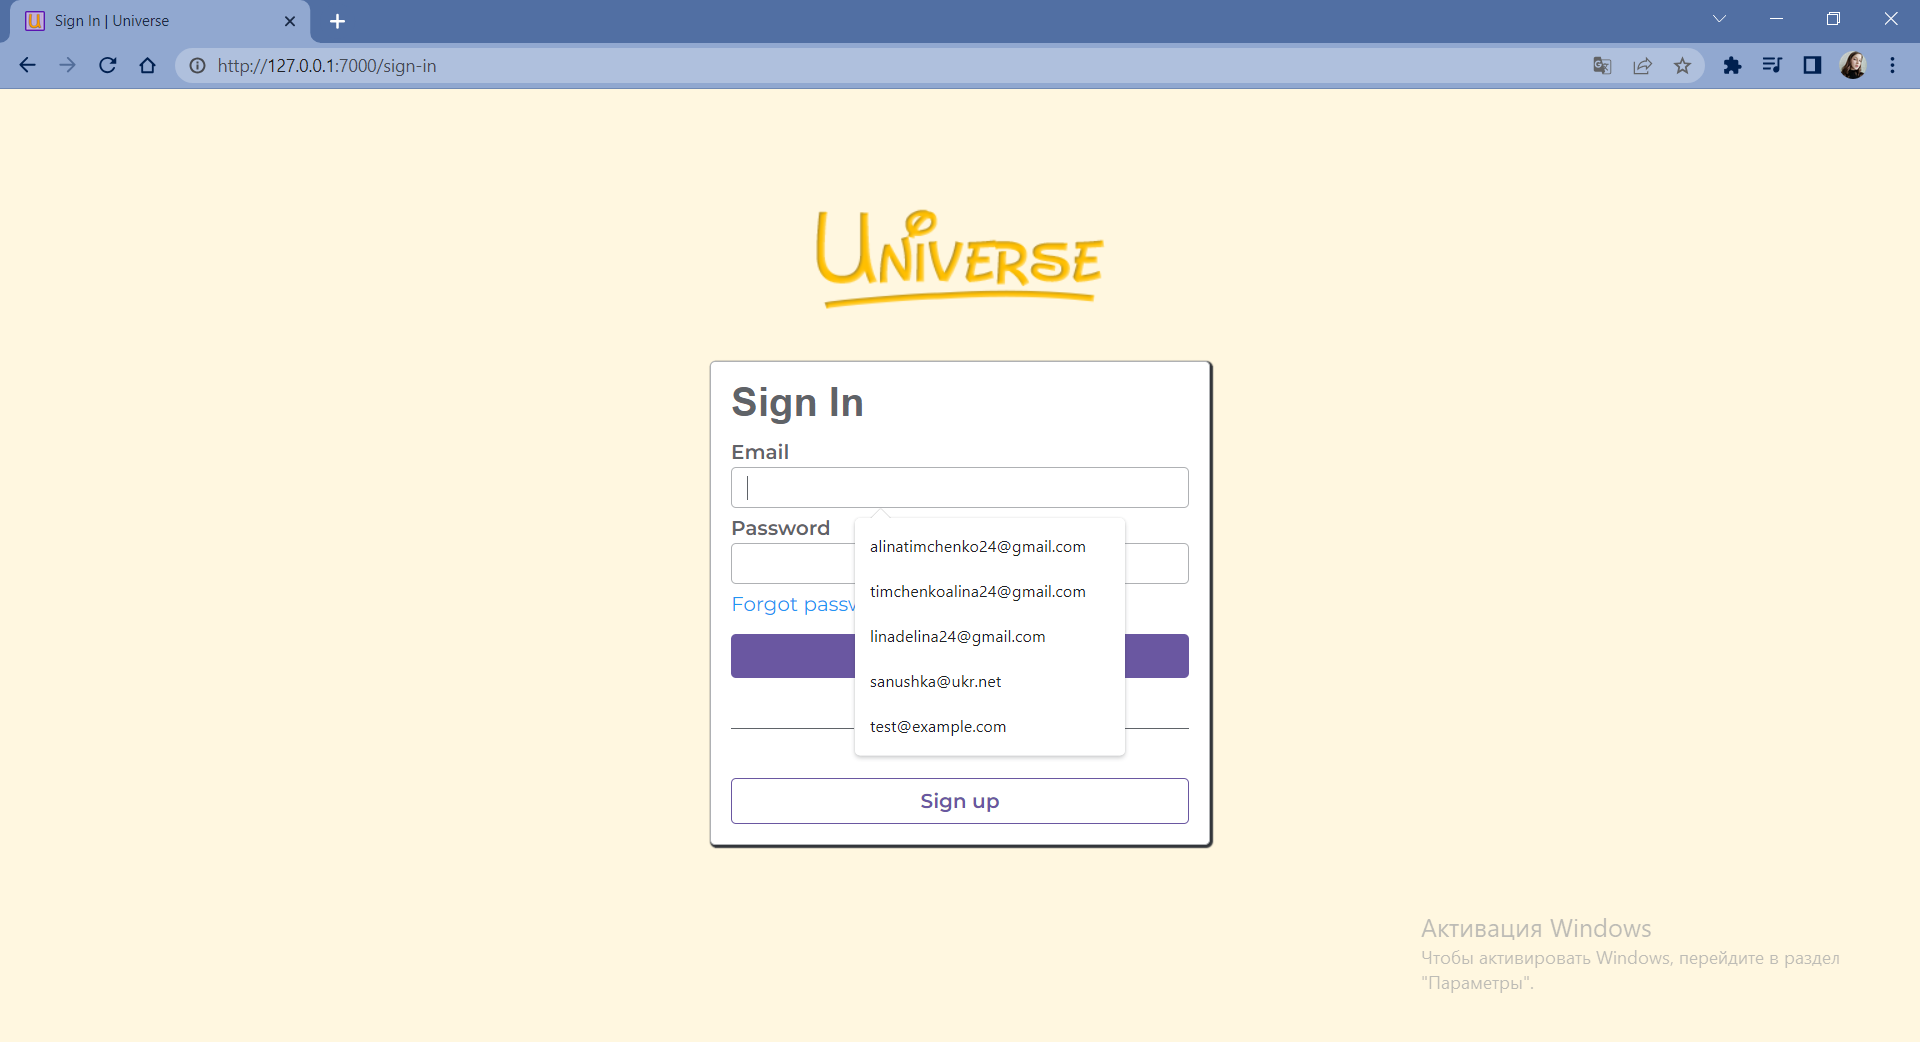 Sign In | Universe
http://127.0.0.1:7000/sign-in
UNIVERSE
Sign In
Email
Password
alinatimchenko24@gmail.com
timchenkoalina24@gmail.com
Forgot passw
linadelina24@gmail.com
sanushka@ukr.net
test@example.com
Sign up
Активация Windows
Чтобы активировать Windows, перейдите в раздел
"Параметры".